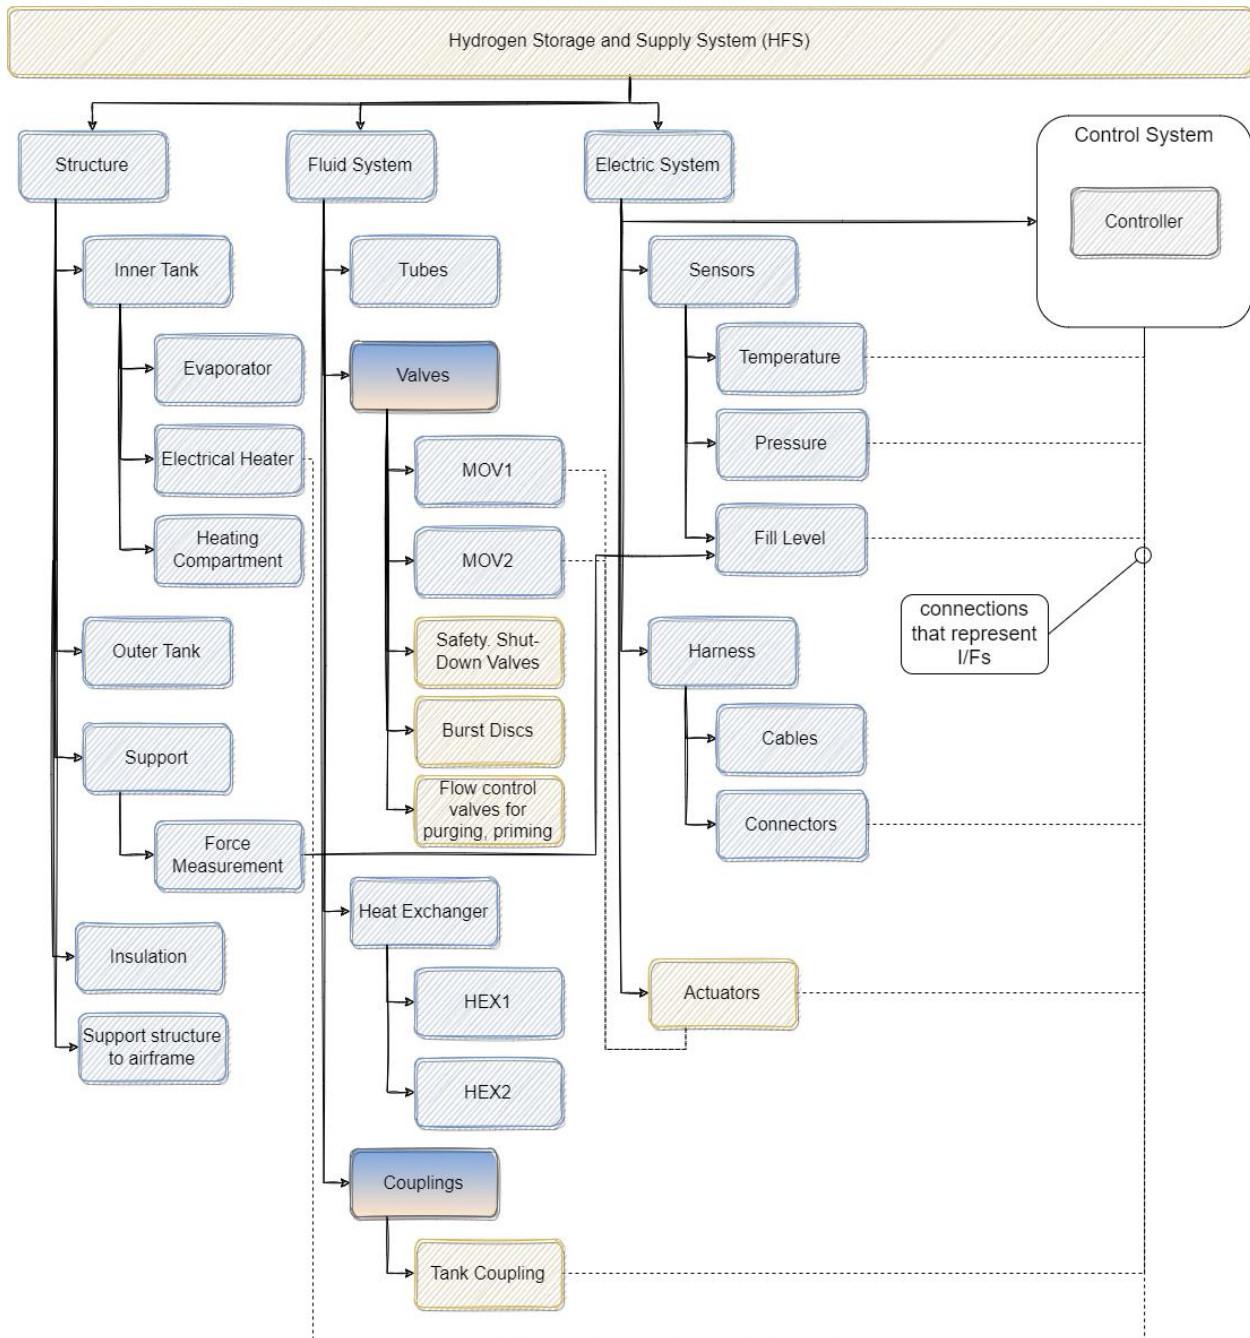 Hydrogen Storage and Supply System (HFS)
Structure
Fluid System
Electric System
Control System
Controller
Inner Tank
Evaporator
Electrical Heater
Heating
Compartment
Outer Tank
Support
Force
Measurement
Insulation
Support structure
to airframe
Tubes
Valves
MOV1
MOV2
Safety. Shut-
Down Valves
Burst Discs
Flow control
valves for
purging, priming
Heat Exchanger
HEX1
HEX2
Couplings
Tank Coupling
Sensors
Temperature
Pressure
Fill Level
Harness
Cables
Connectors
Actuators
connections
that represent
I/Fs